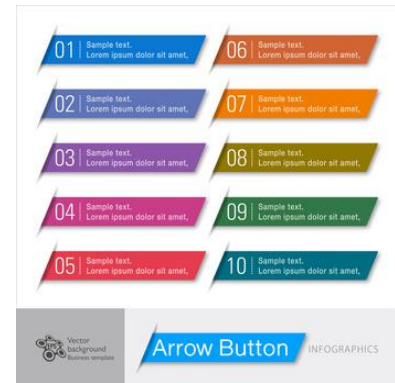 01 Sample text.
Lorem ipsum dolor sit amet,
02 Sample text.
Lorem ipsum dolor sit amet,
03 Sample text.
Lorem ipsum dolor sit amet,
04 Sample text.
Lorem ipsum dolor sit amet,
05 Sample text.
Lorem ipsum dolor sit amet,
06 Sample text.
Lorem ipsum dolor sit amet,
07 Sample text.
Lorem ipsum dolor sit amet,
08 Sample text.
Lorem ipsum dolor sit amet,
09 Sample text.
Lorem ipsum dolor sit amet,
10 Sample text.
Lorem ipsum dolor sit amet,
EPS
Vector
background
Business template
Arrow Button INFOGRAPHICS